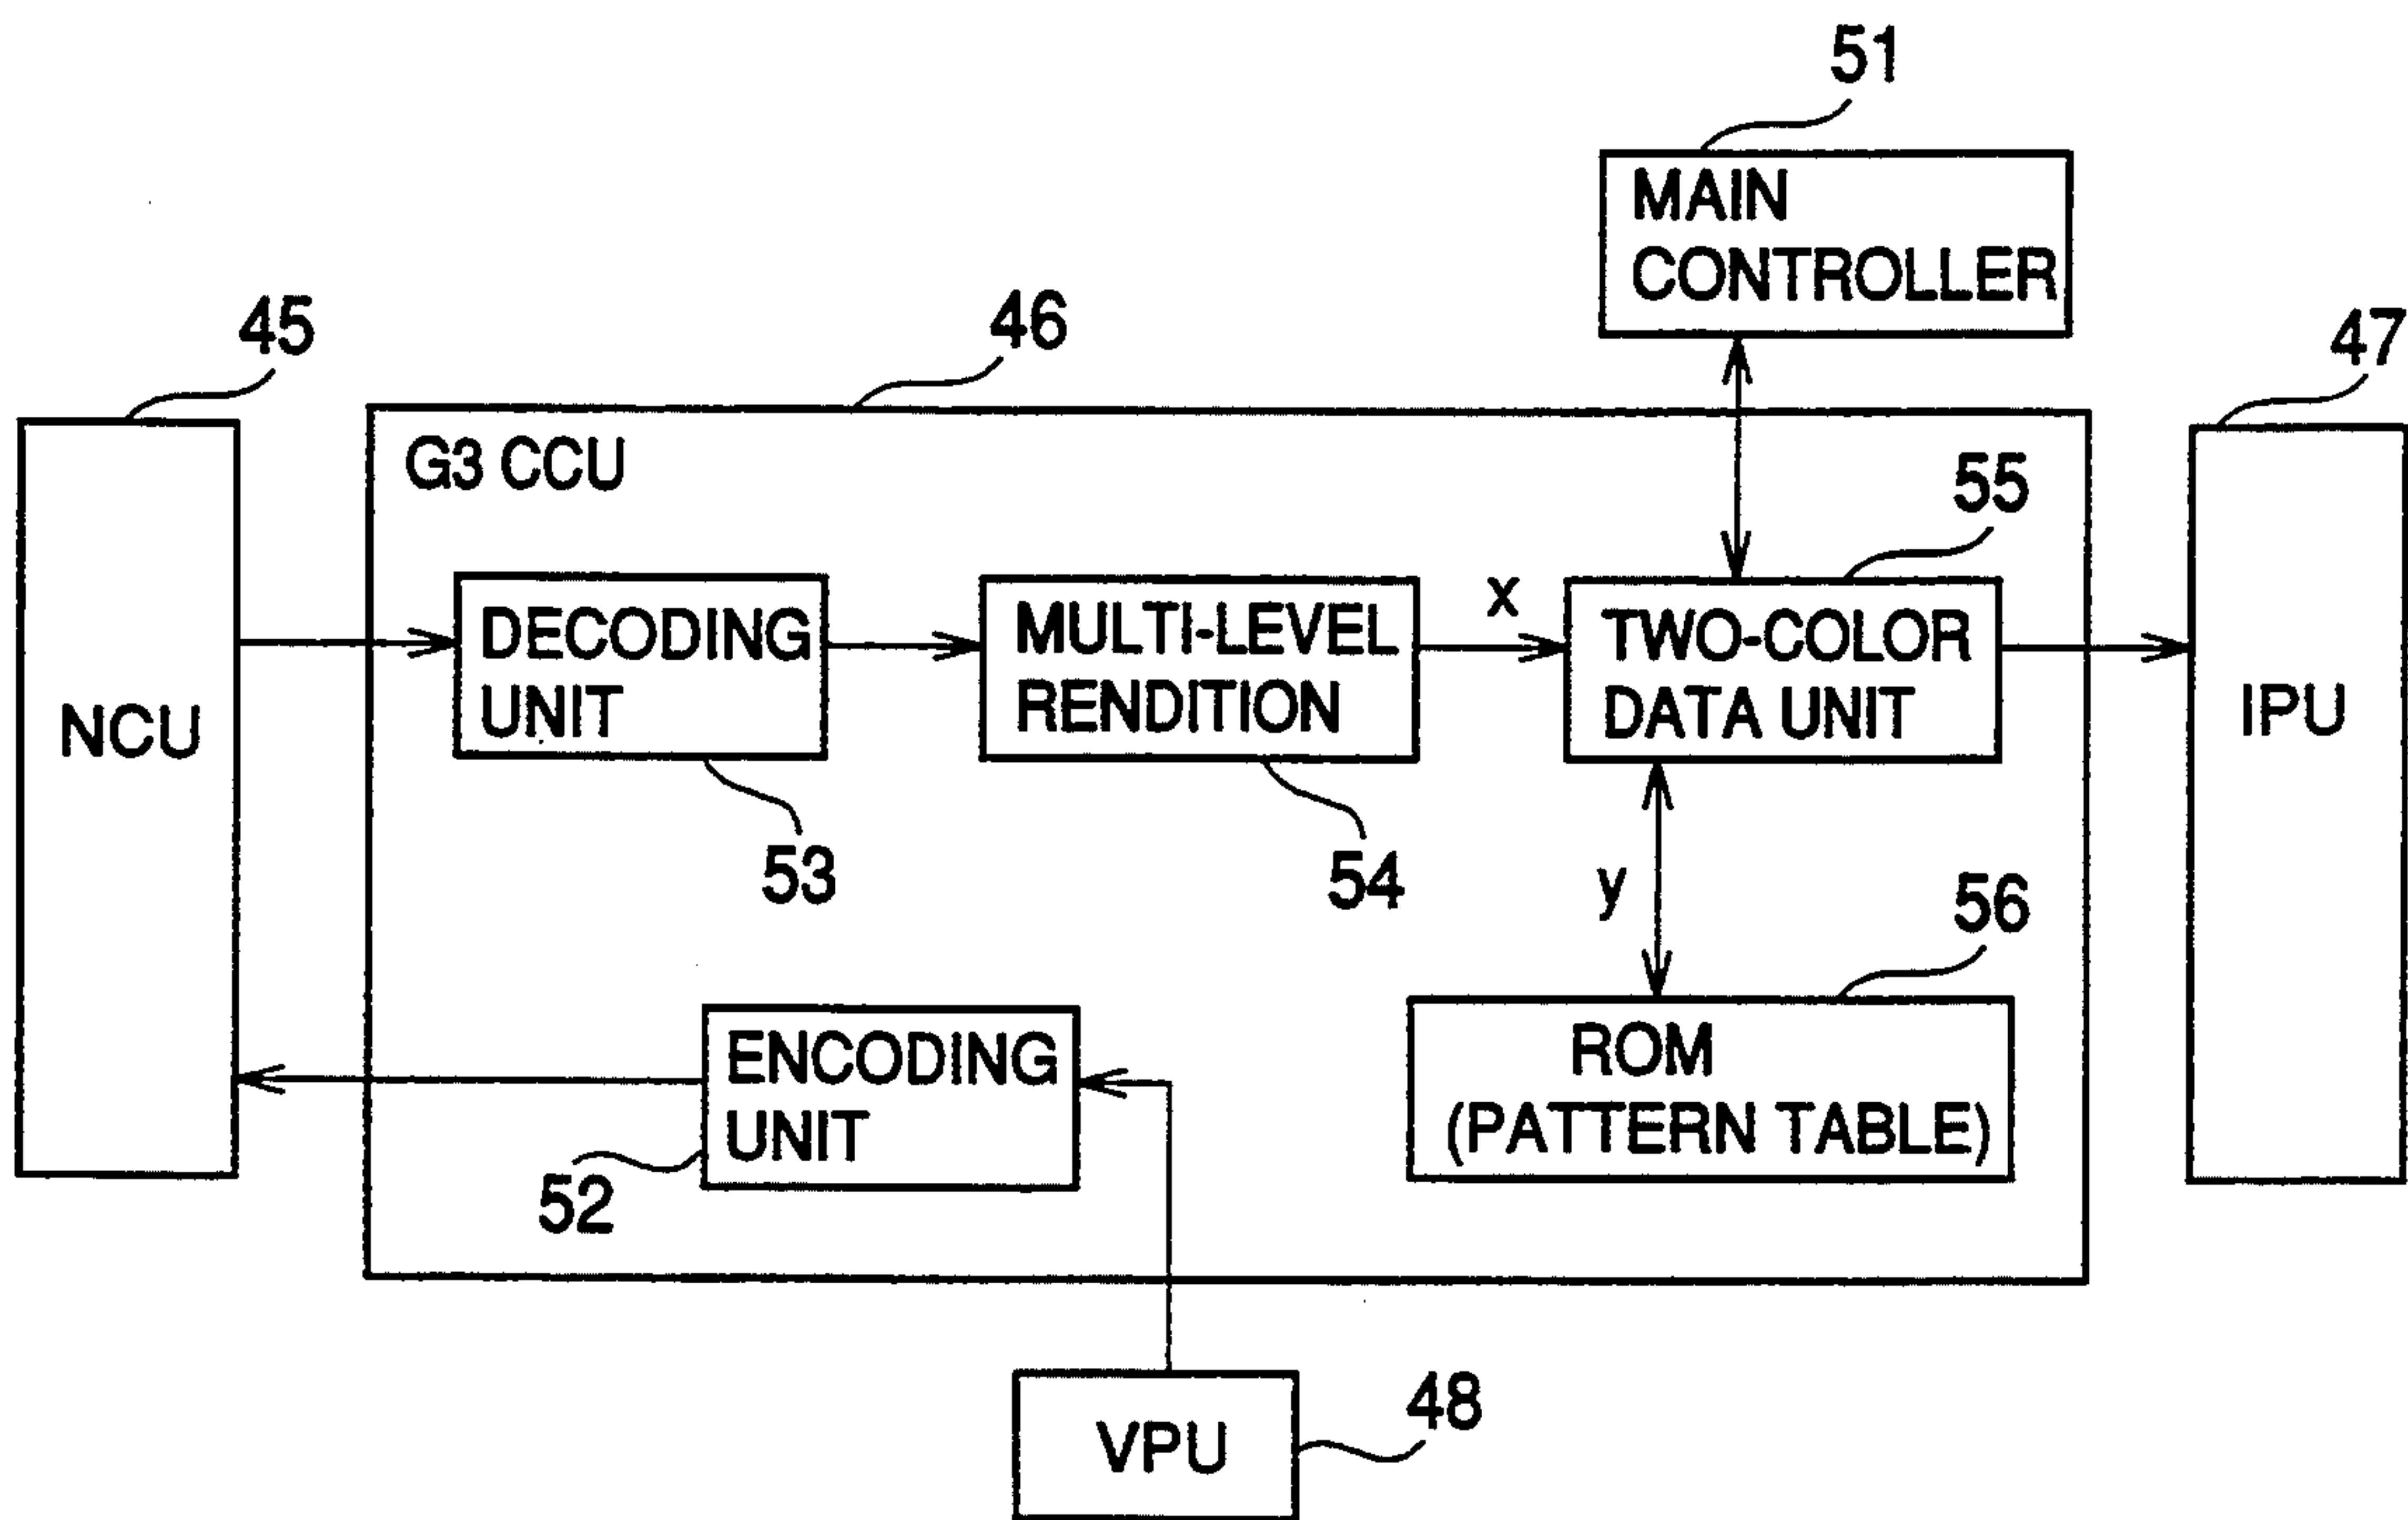 51
MAIN
CONTROLLER
45
46
47
G3 CCU
55
NCU
DECODING
UNIT
MULTI-LEVEL
RENDITION
x
TWO-COLOR
DATA UNIT
IPU
53
54
y
56
ENCODING
UNIT
52
ROM
(PATTERN TABLE)
VPU
48